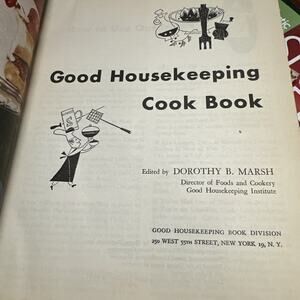 Good Housekeeping
Cook Book
Edited by DOROTHY B. MARSH
Director of Foods and Cookery
Good Housekeeping Institute
GOOD HOUSEKEEPING BOOK DIVISION
250 WEST 55TH STREET, NEW YORK 19, N. Y.